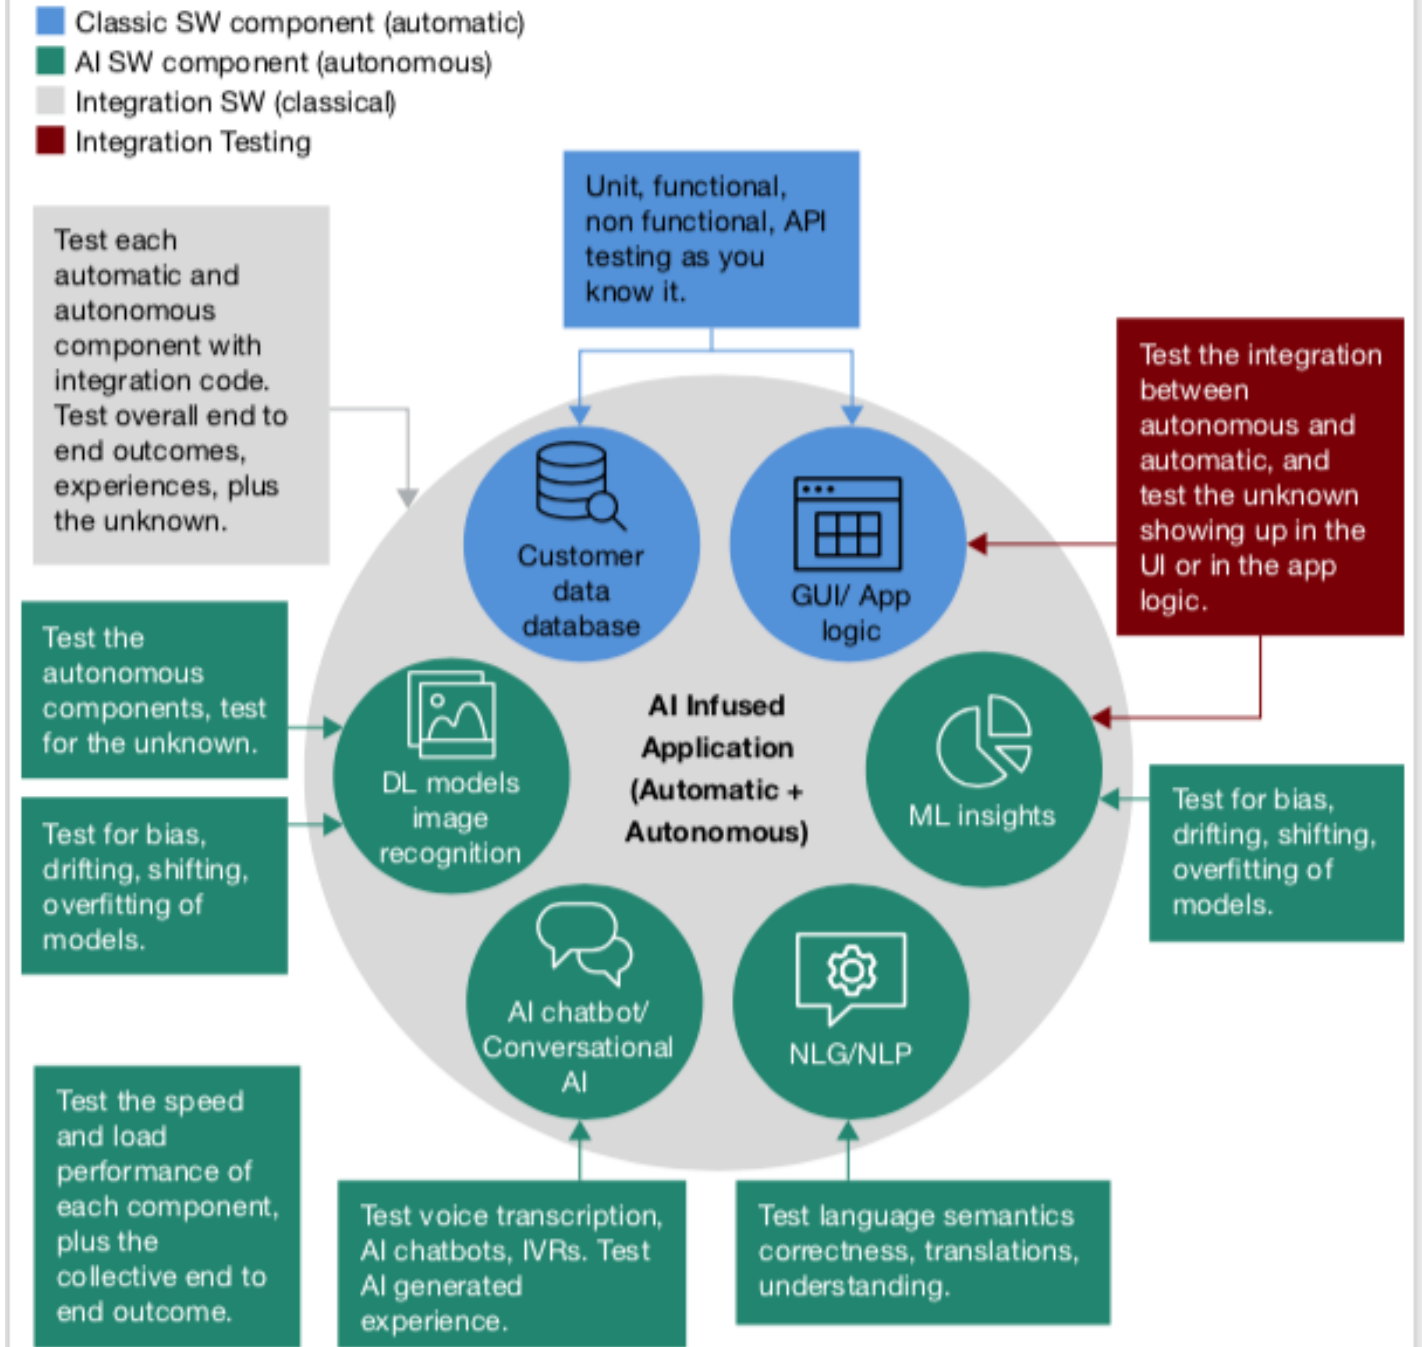 Classic SW component (automatic)
AI SW component (autonomous)
Integration SW (classical)
Integration Testing
Unit, functional,
non functional, API
testing as you
know it.
Test each
automatic and
autonomous
component with
integration code.
Test overall end to
end outcomes,
experiences, plus
the unknown.
Test the integration
between
autonomous and
automatic, and
test the unknown
showing up in the
UI or in the app
logic.
Customer
data
database
GUI/ App
logic
Test the
autonomous
components, test
for the unknown.
AI Infused
Application
(Automatic +
Autonomous)
DL models
image
recognition
ML insights
Test for bias,
drifting, shifting,
overfitting of
models.
Test for bias,
drifting, shifting,
overfitting of
models.
AI chatbot/
Conversational
AI
NLG/NLP
Test the speed
and load
performance of
each component,
plus the
collective end to
end outcome.
Test voice transcription,
AI chatbots, IVRs. Test
AI generated
experience.
Test language semantics
correctness, translations,
understanding.